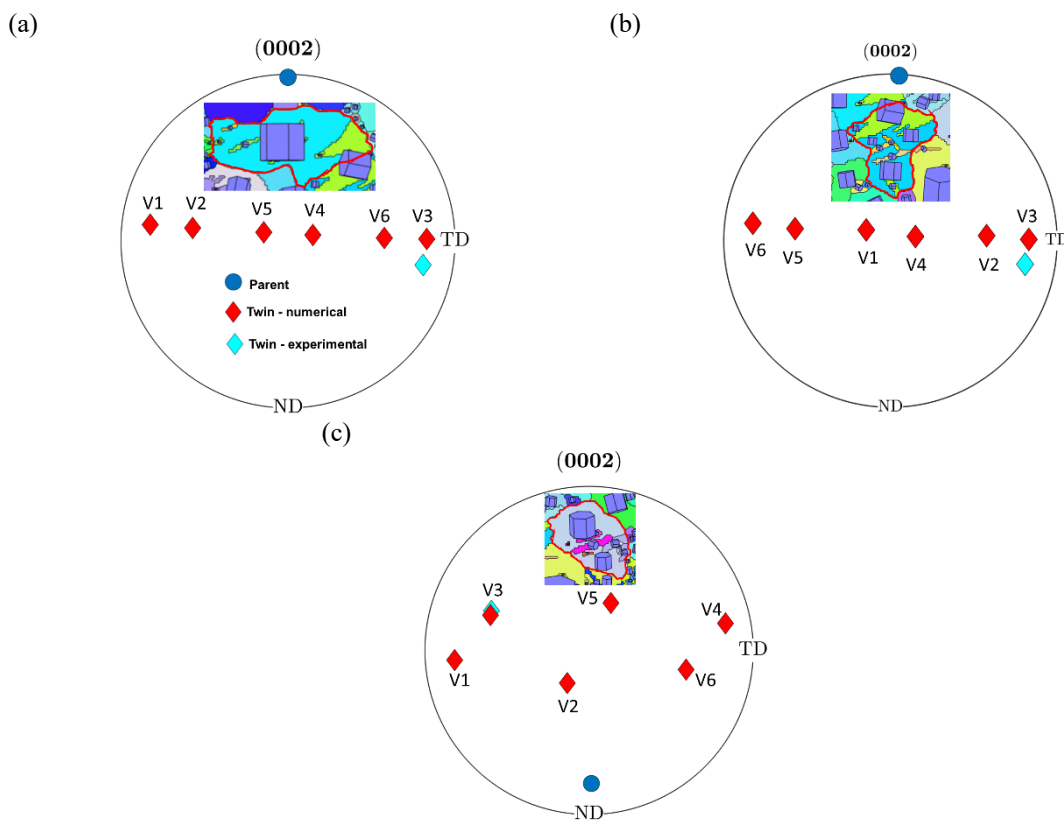 (a)
(0002)
V1 V2 V5 V4 V6 V3
TD
Parent
Twin - numerical
Twin - experimental
ND
(b)
(0002)
V3
TD
V6 V5 V1 V4 V2
ND
(c)
(0002)
V3 V5 V4
TD
V1 V2 V6
ND